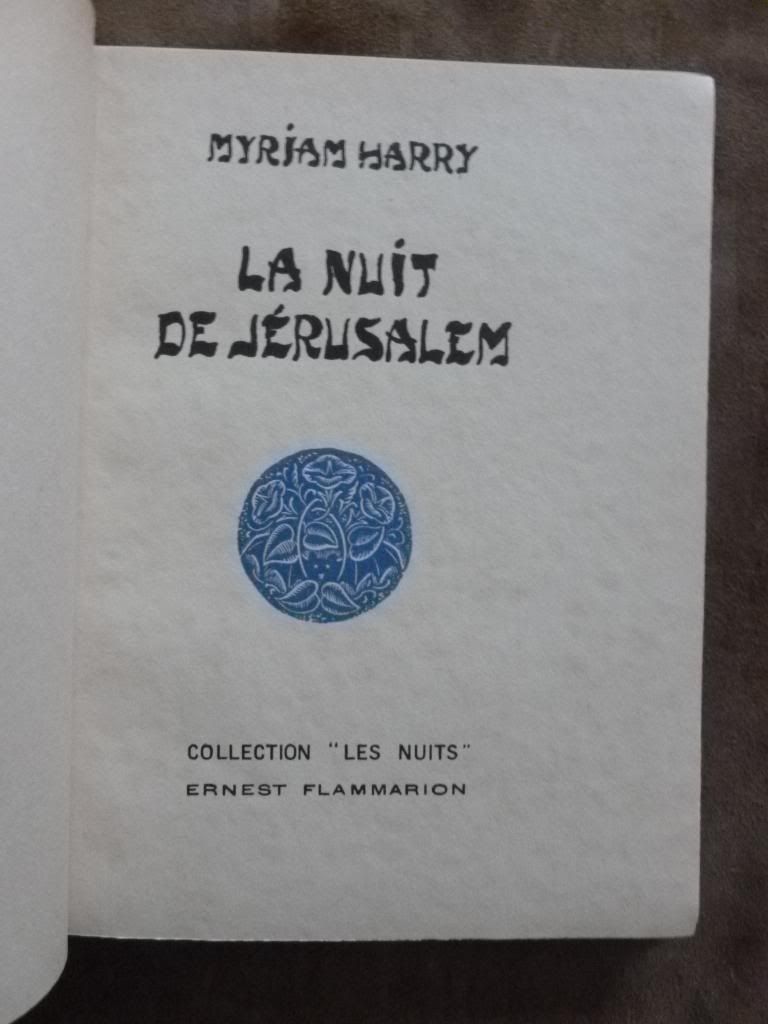 MYRIAM HARRY
LA NUIT
DE JÉRUSALEM
COLLECTION "LES NUITS"
ERNEST FLAMMARION